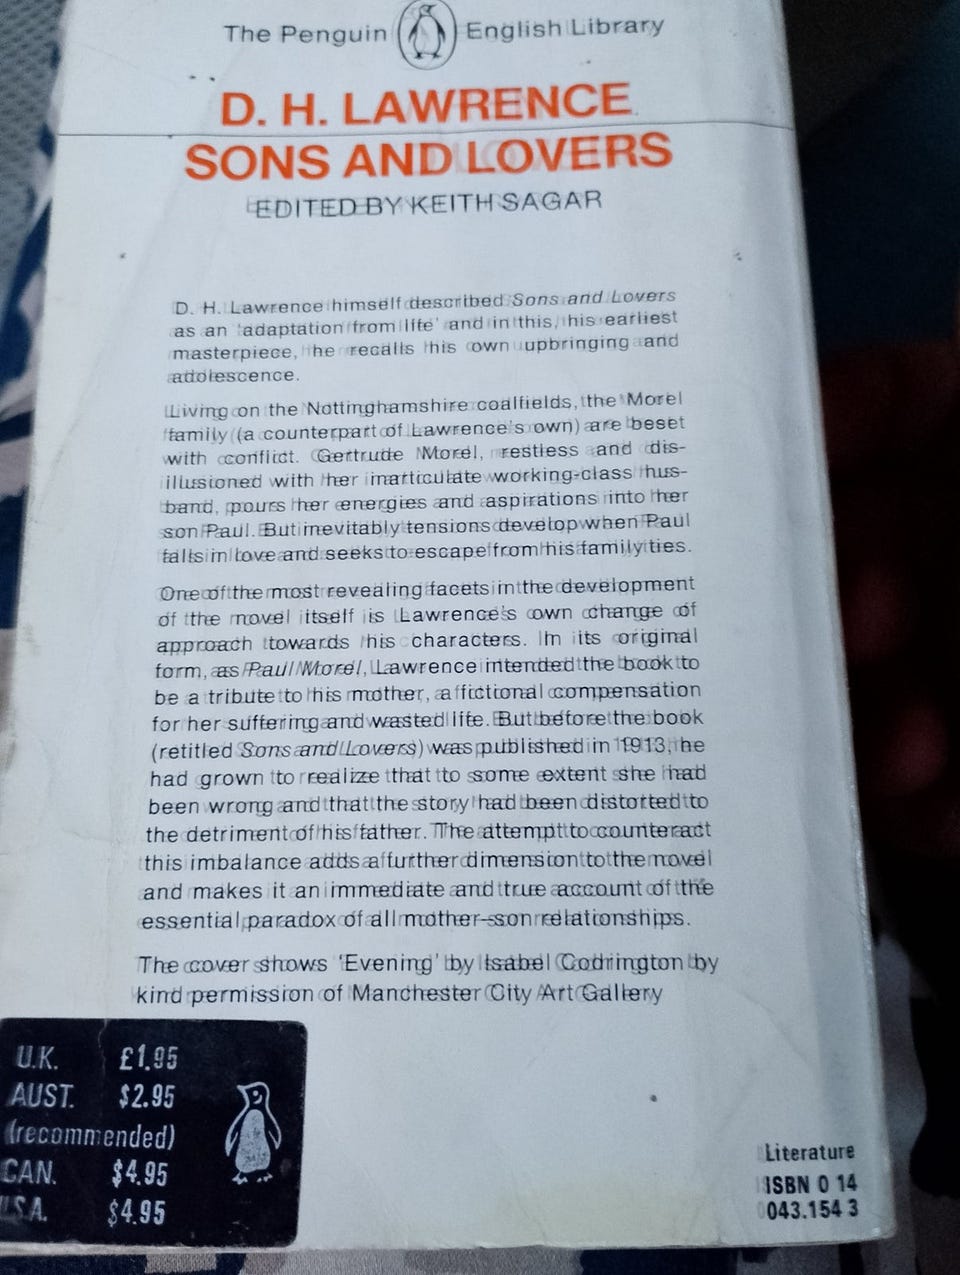 The Penguin English Library
D. H. LAWRENCE
SONS AND LOVERS
EDITED BY KEITH SAGAR
D. H. Lawrence himself described Sons and Lovers
as an 'adaptation from life' and in this, his earliest
masterpiece, he recalls his own upbringing and
adolescence.
Living on the Nottinghamshire coalfields, the Morel
family (a counterpart of Lawrence's own) are beset
with conflict. Gertrude Morel, restless and dis-
illusioned with her inarticulate working-class hus-
band, pours her energies and aspirations into her
son Paul. But inevitably tensions develop when Paul
falls in love and seeks to escape from his family ties.
One of the most revealing facets in the development
of the novel itself is Lawrence's own change of
approach towards his characters. In its original
form, as Paul Morel, Lawrence intended the book to
be a tribute to his mother, a fictional compensation
for her suffering and wasted life. But before the book
(retitled Sons and Lovers) was published in 1913, he
had grown to realize that to some extent she had
been wrong and that the story had been distorted to
the detriment of his father. The attempt to counteract
this imbalance adds a further dimension to the novel
and makes it an immediate and true account of the
essential paradox of all mother–son relationships.
The cover shows 'Evening' by Isabel Codrington by
kind permission of Manchester City Art Gallery
U.K. £1.95
AUST. $2.95
(recommended)
CAN. $4.95
U.S.A. $4.95
Literature
ISBN 0 14
043.154 3